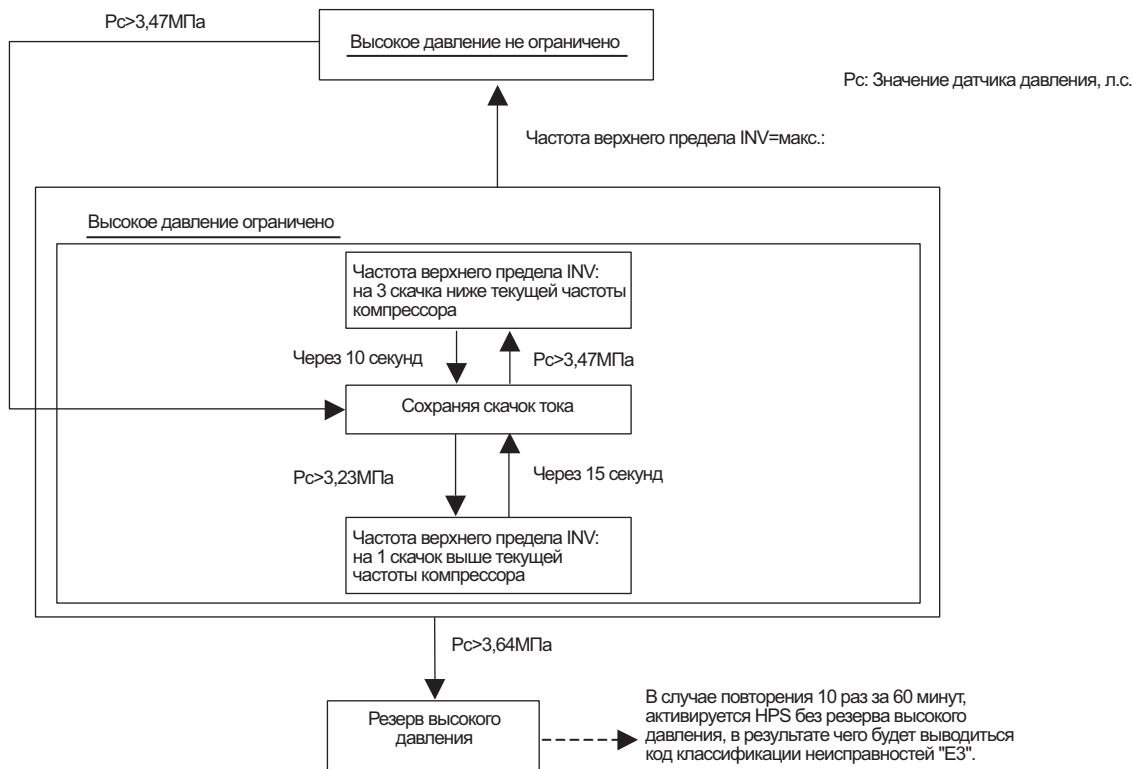 Pc>3,47МПа
Высокое давление не ограничено
Pc: Значение датчика давления, л.с.
Частота верхнего предела INV=макс.:
Высокое давление ограничено
Частота верхнего предела INV:
на 3 скачка ниже текущей частоты
компрессора
Через 10 секунд
Pc>3,47МПа
Сохраняя скачок тока
Pc>3,23МПа
Через 15 секунд
Частота верхнего предела INV:
на 1 скачок выше текущей
частоты компрессора
Pc>3,64МПа
Резерв высокого
давления
В случае повторения 10 раз за 60 минут,
активируется HPS без резерва высокого
давления, в результате чего будет выводиться
код классификации неисправностей "E3".